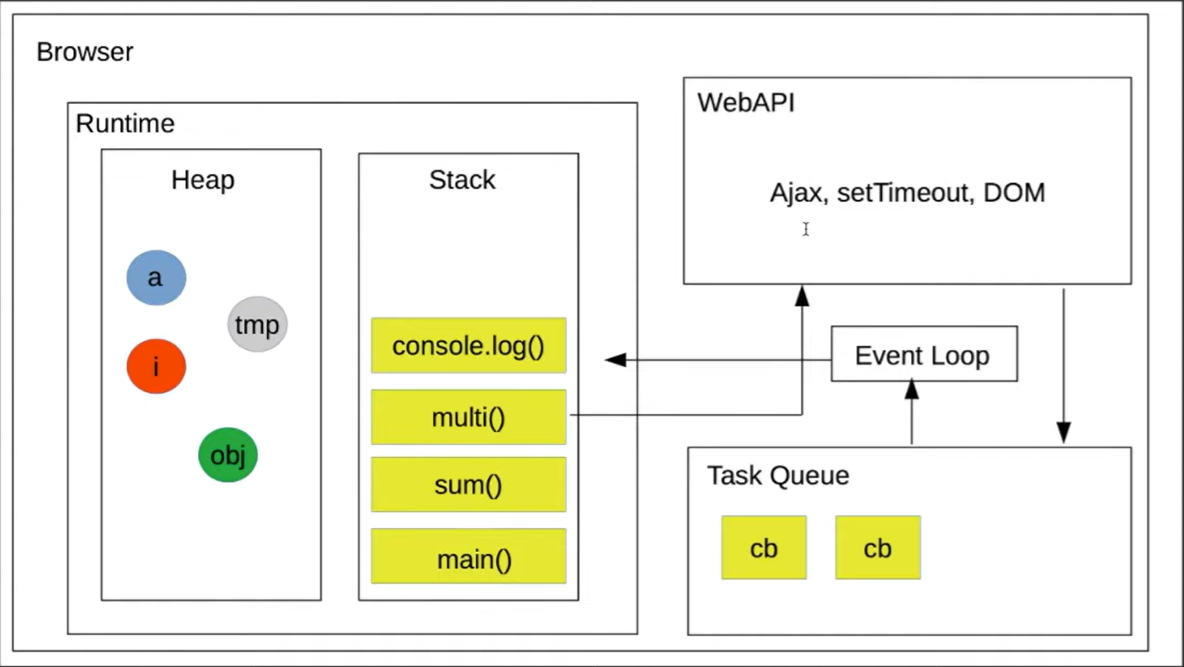 Browser
Runtime
Heap
a
tmp
i
obj
Stack
console.log()
multi()
sum()
main()
WebAPI
Ajax, setTimeout, DOM
Event Loop
Task Queue
cb
cb